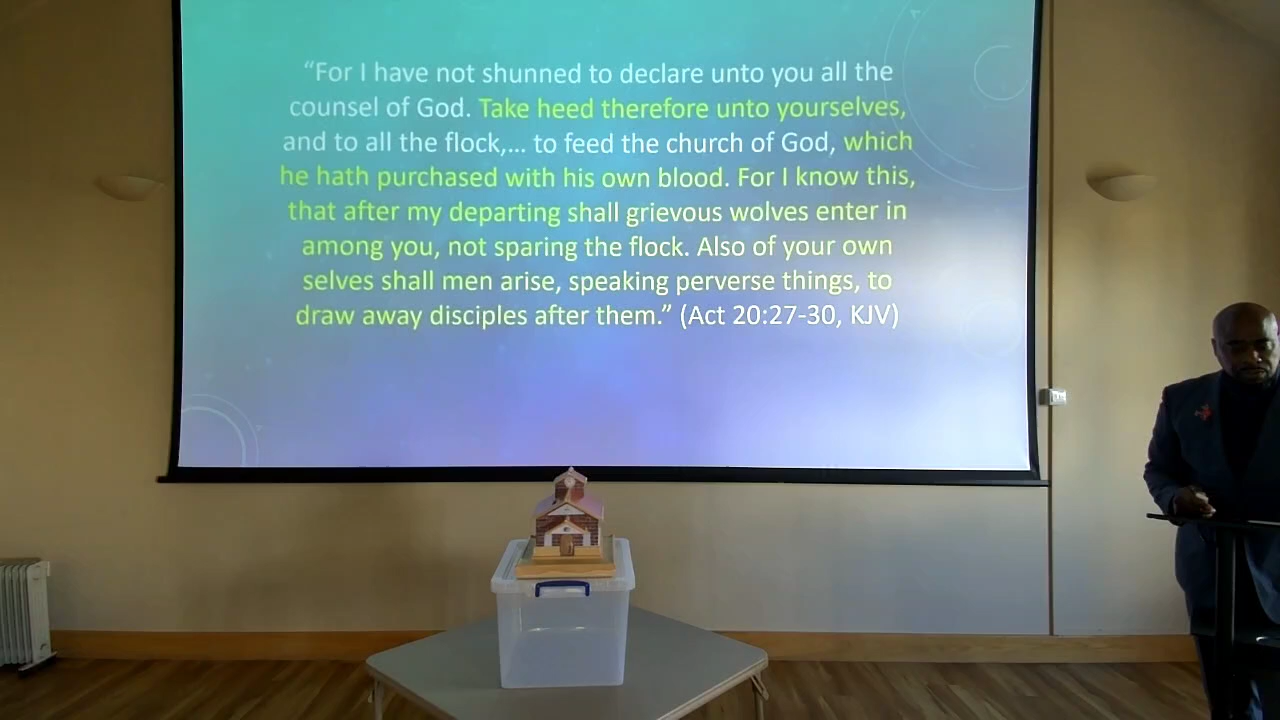 “For I have not shunned to declare unto you all the
counsel of God. Take heed therefore unto yourselves,
and to all the flock,... to feed the church of God, which
he hath purchased with his own blood. For I know this,
that after my departing shall grievous wolves enter in
among you, not sparing the flock. Also of your own
selves shall men arise, speaking perverse things, to
draw away disciples after them.” (Act 20:27-30, KJV)